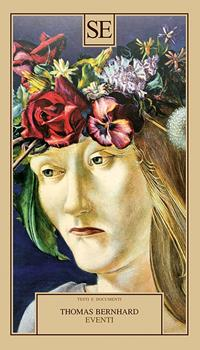 SE
TESTI E DOCUMENTI
THOMAS BERNHARD
EVENTI